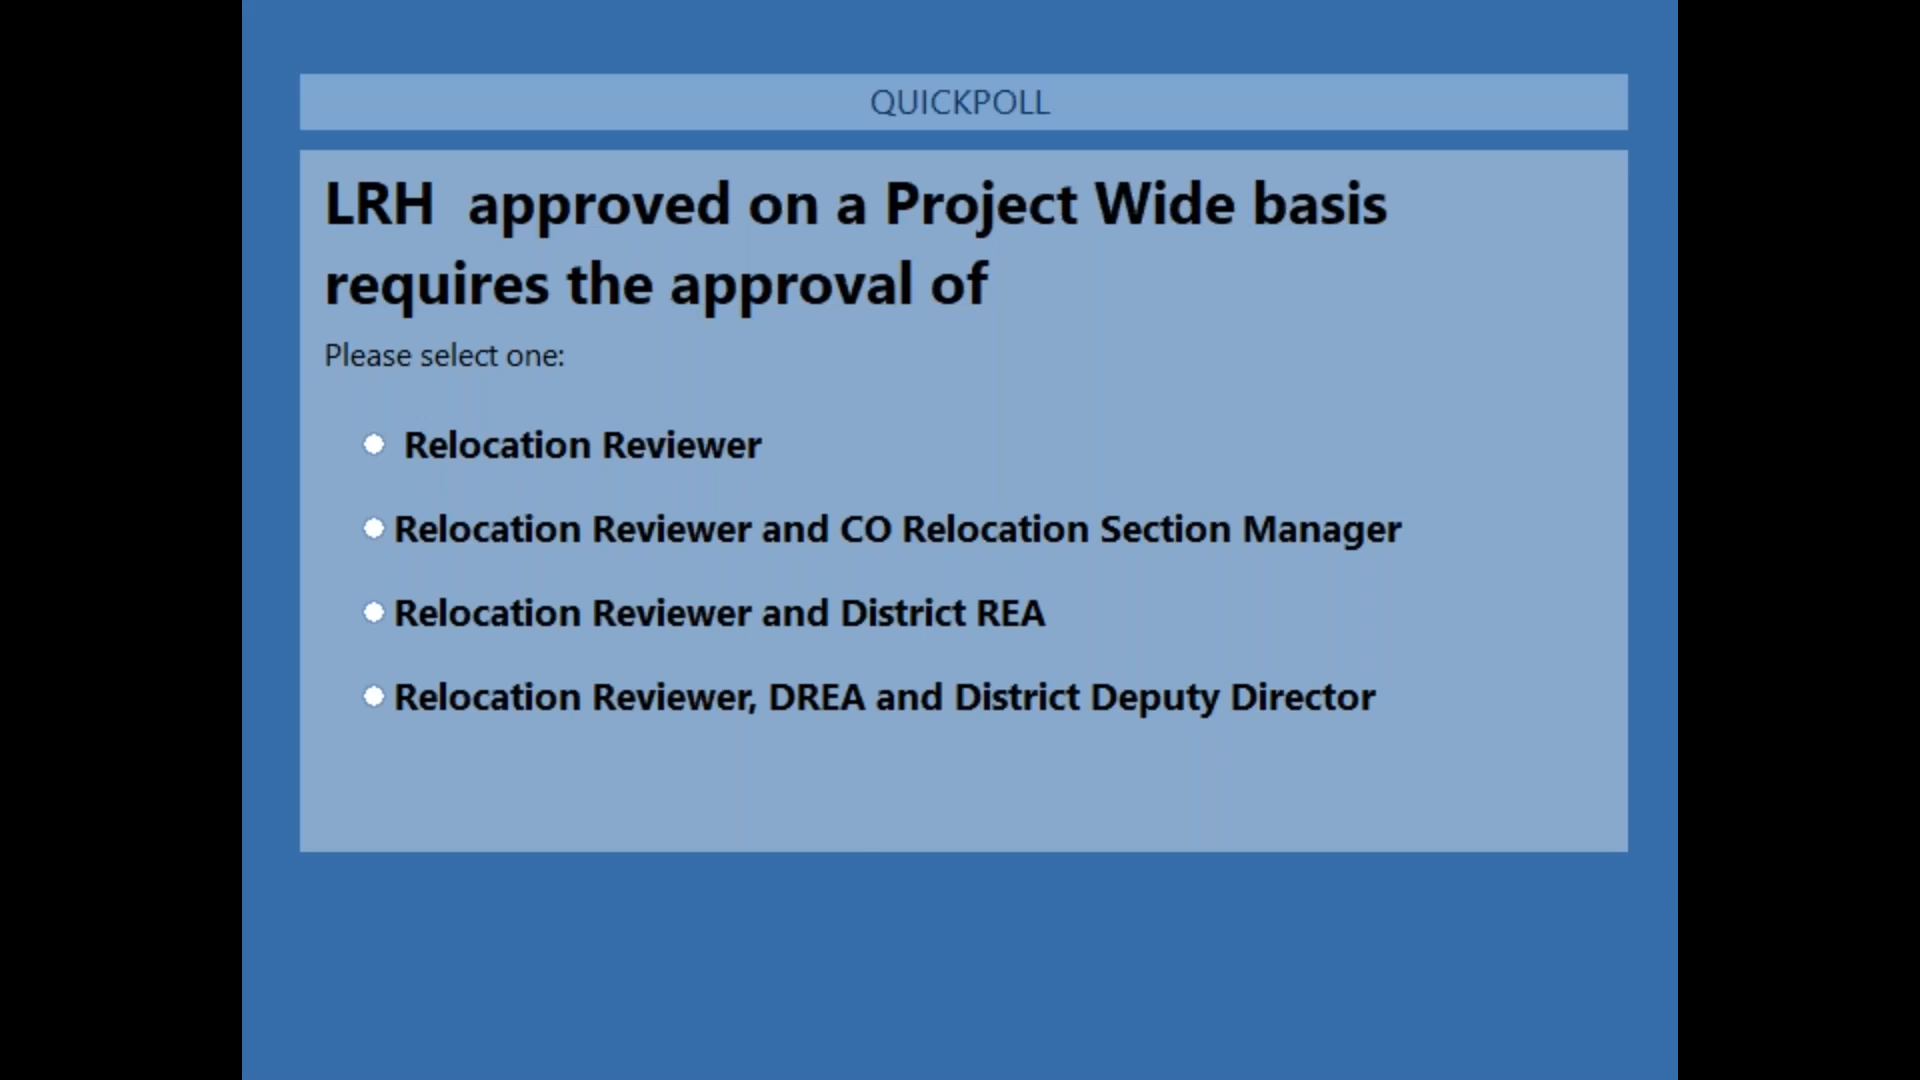 QUICKPOLL
LRH approved on a Project Wide basis
requires the approval of
Please select one:
Relocation Reviewer
Relocation Reviewer and CO Relocation Section Manager
Relocation Reviewer and District REA
Relocation Reviewer, DREA and District Deputy Director